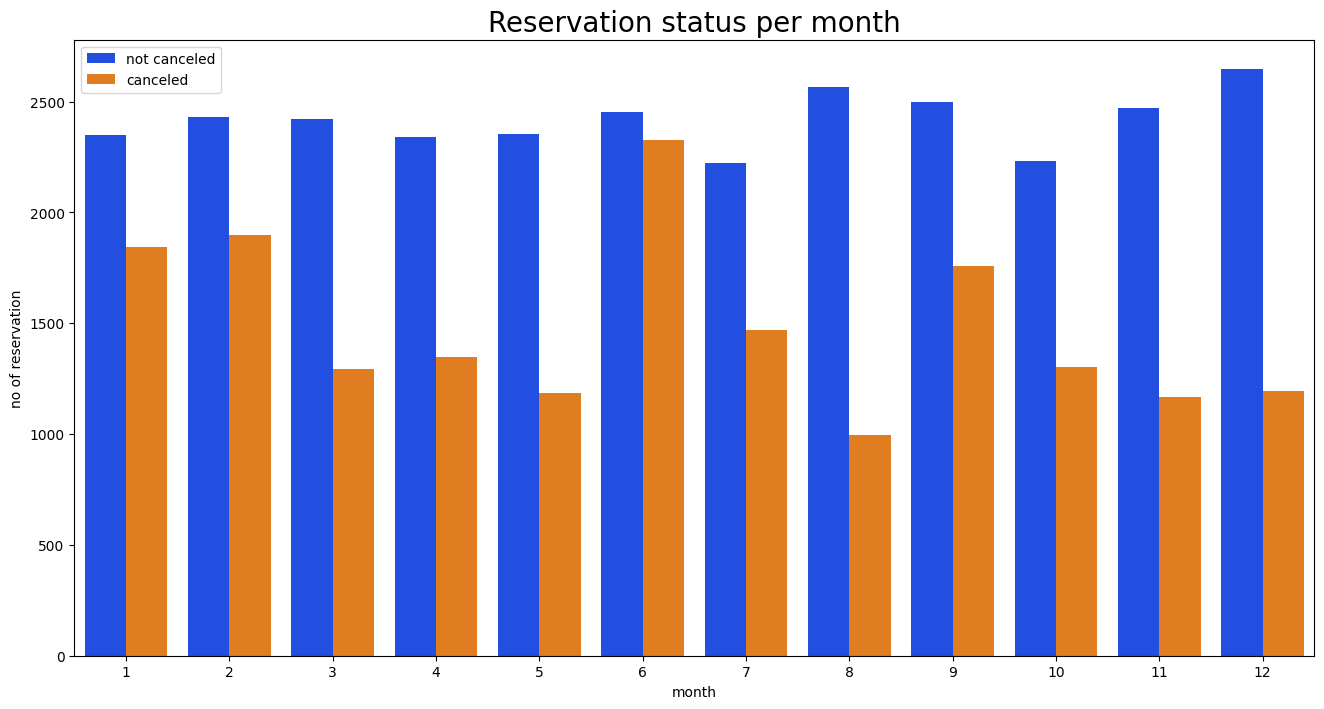 Reservation status per month
not canceled
canceled
no of reservation
2500
2000
1500
1000
500
0
1 2 3 4 5 6 7 8 9 10 11 12
month